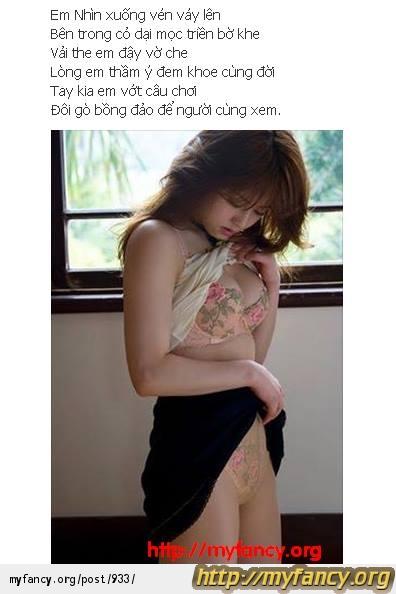 Em Nhìn xuống vén váy lên
Bên trong cỏ dại mọc triền bờ khe
Vải the em đậy vờ che
Lòng em thầm ý đem khoe cùng đời
Tay kia em vớt câu chơi
Đôi gò bồng đảo để người cùng xem.
http://myfancy.org
myfancy.org/post/933/
http://myfancy.org